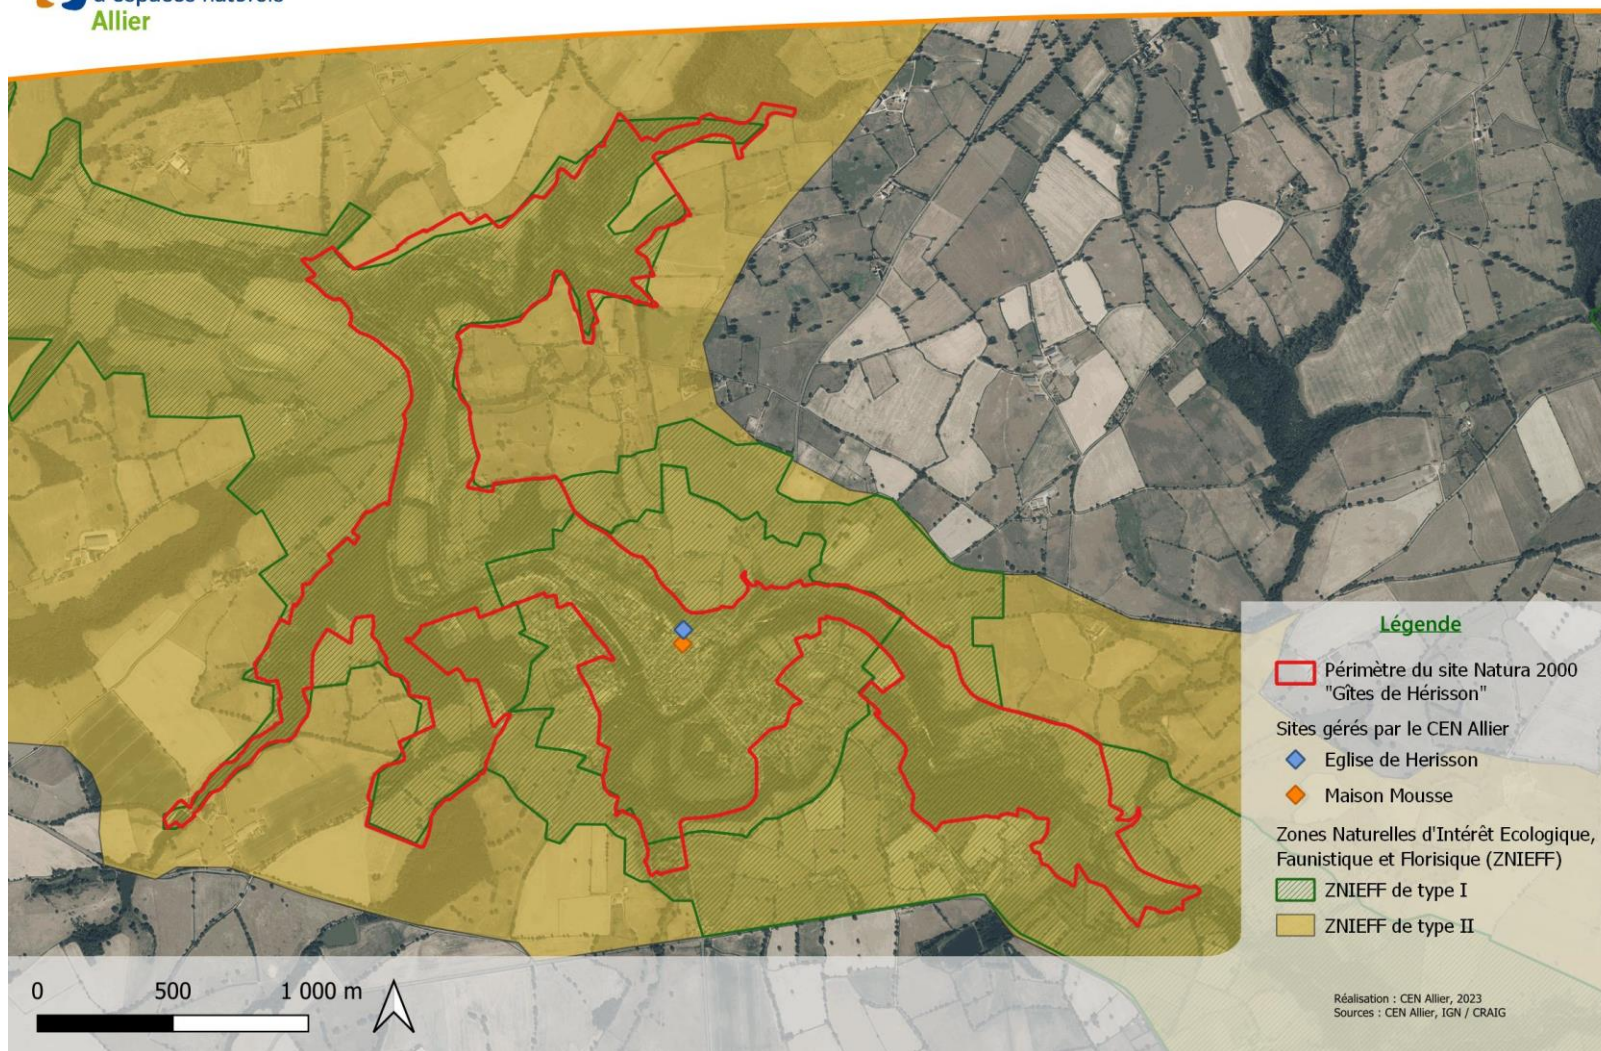 d'espaces naturels
Allier
Légende
Périmètre du site Natura 2000
"Gîtes de Hérisson"
Sites gérés par le CEN Allier
Eglise de Herisson
Maison Mousse
Zones Naturelles d'Intérêt Ecologique,
Faunistique et Florisique (ZNIEFF)
ZNIEFF de type I
ZNIEFF de type II
0 500 1 000 m
Réalisation : CEN Allier, 2023
Sources : CEN Allier, IGN / CRAIG